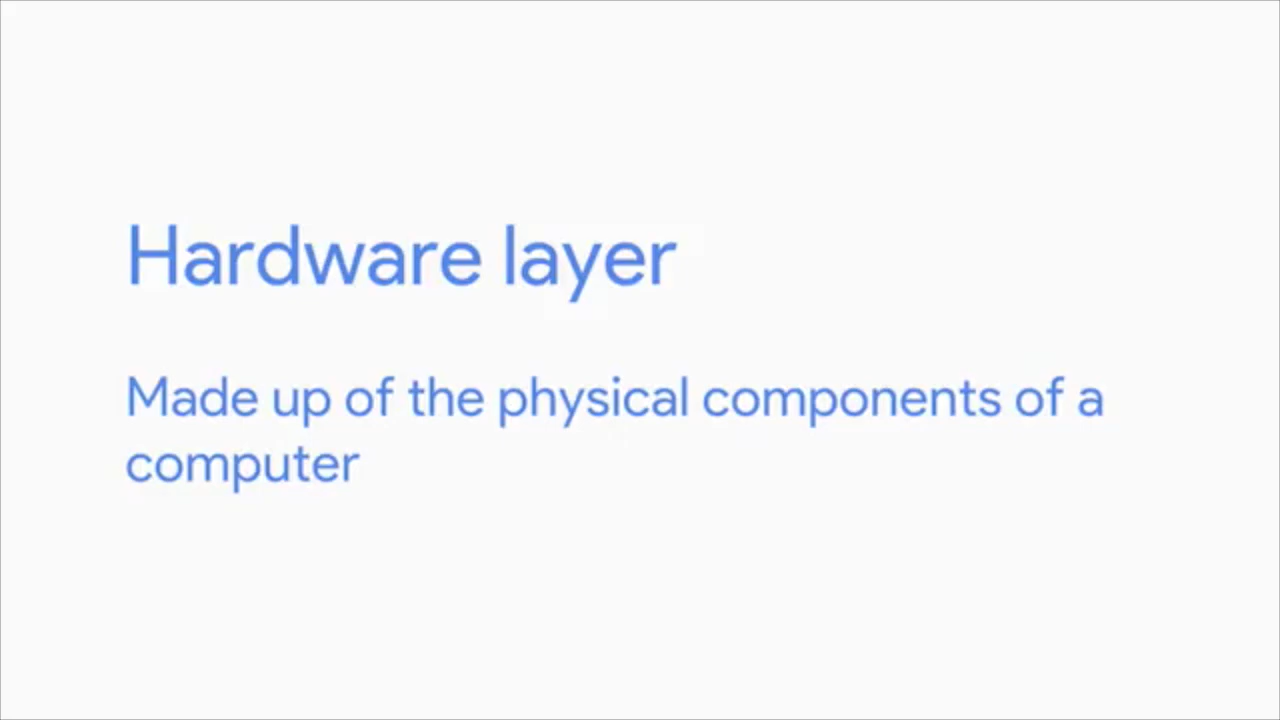 Hardware layer
Made up of the physical components of a
computer